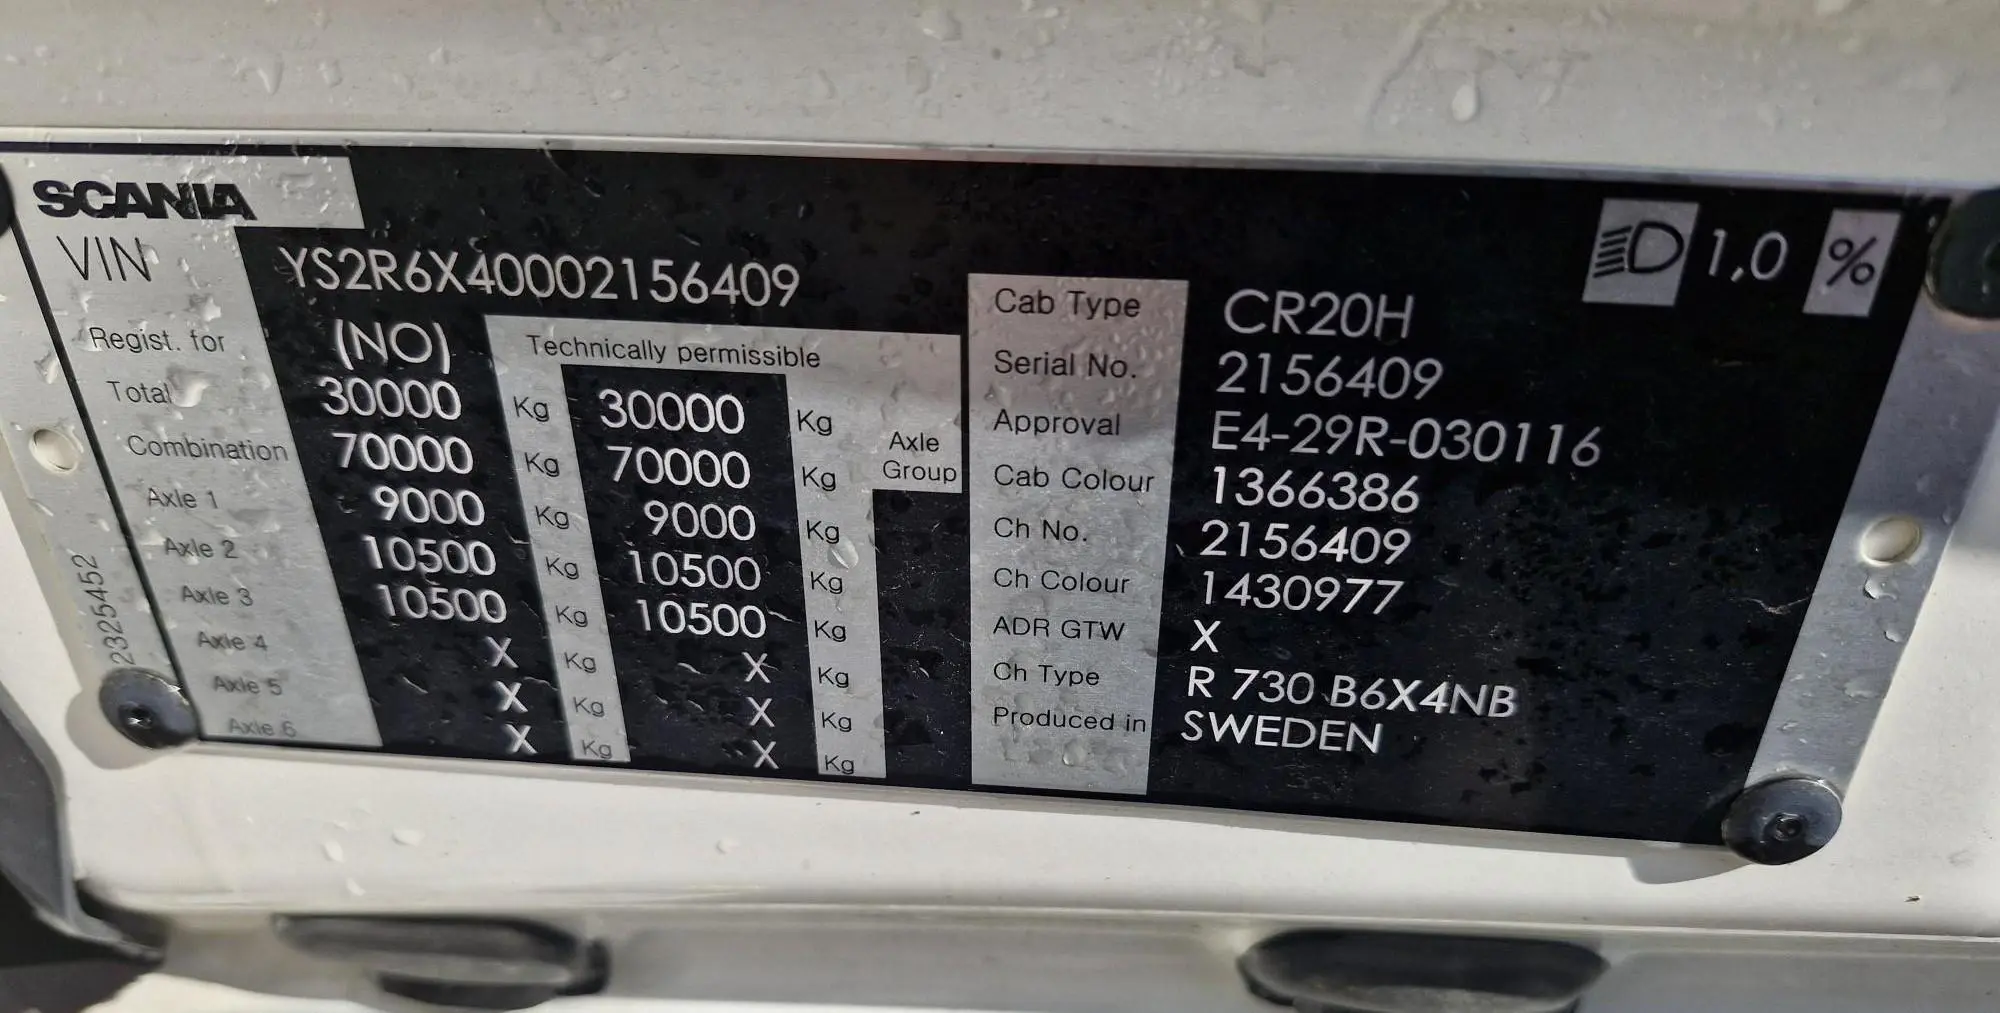 SCANIA
VIN YS2R6X40002156409
1,0 %
Regist. for (NO) Technically permissible
Total 30000 Kg 30000 Kg
Combination 70000 Kg 70000 Kg Axle Group
Axle 1 9000 Kg 9000 Kg
Axle 2 10500 Kg 10500 Kg
Axle 3 10500 Kg 10500 Kg
Axle 4 X Kg X Kg
Axle 5 X Kg X Kg
Axle 6 X Kg X Kg
2325452
Cab Type CR20H
Serial No. 2156409
Approval E4-29R-030116
Cab Colour 1366386
Ch No. 2156409
Ch Colour 1430977
ADR GTW X
Ch Type R 730 B6X4NB
Produced in SWEDEN